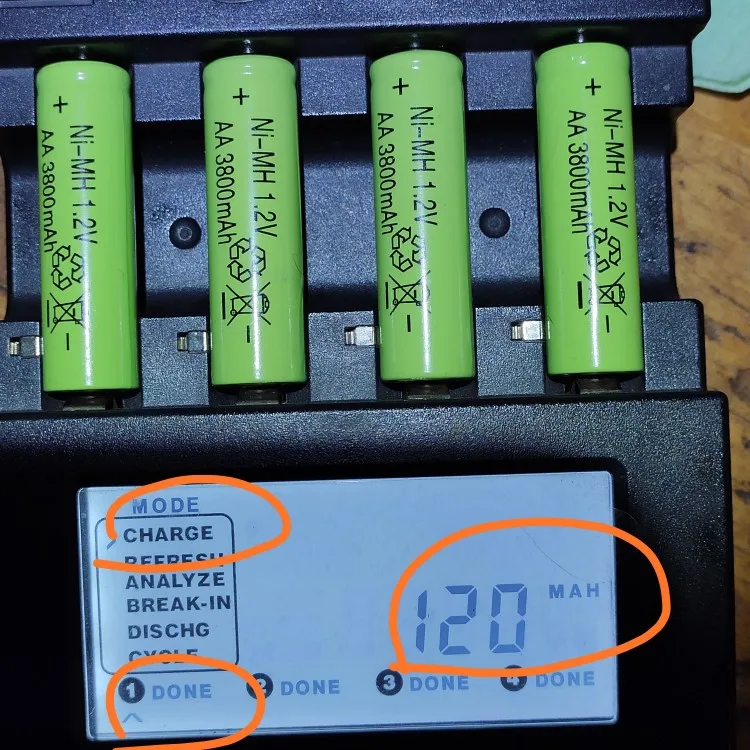 +
Ni-MH 1.2V
AA 3800mAh
-
+
Ni-MH 1.2V
AA 3800mAh
-
+
Ni-MH 1.2V
AA 3800mAh
-
+
Ni-MH 1.2V
AA 3800mAh
-
MODE
CHARGE
REFRESH
ANALYZE
BREAK-IN
DISCHG
CYCLE
120 MAH
1 DONE 2 DONE 3 DONE 4 DONE